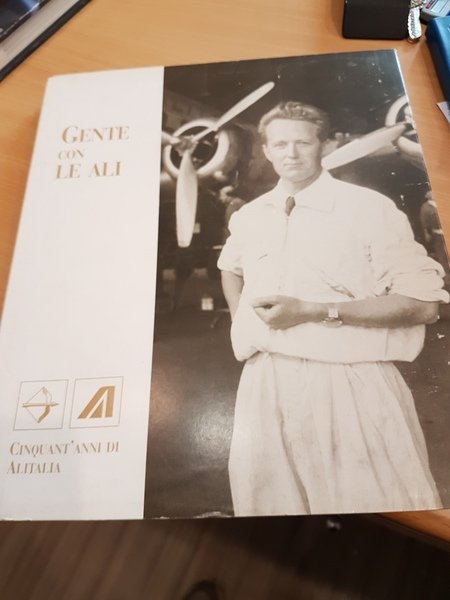 GENTE
CON
LE ALI
CINQUANT'ANNI DI
ALITALIA